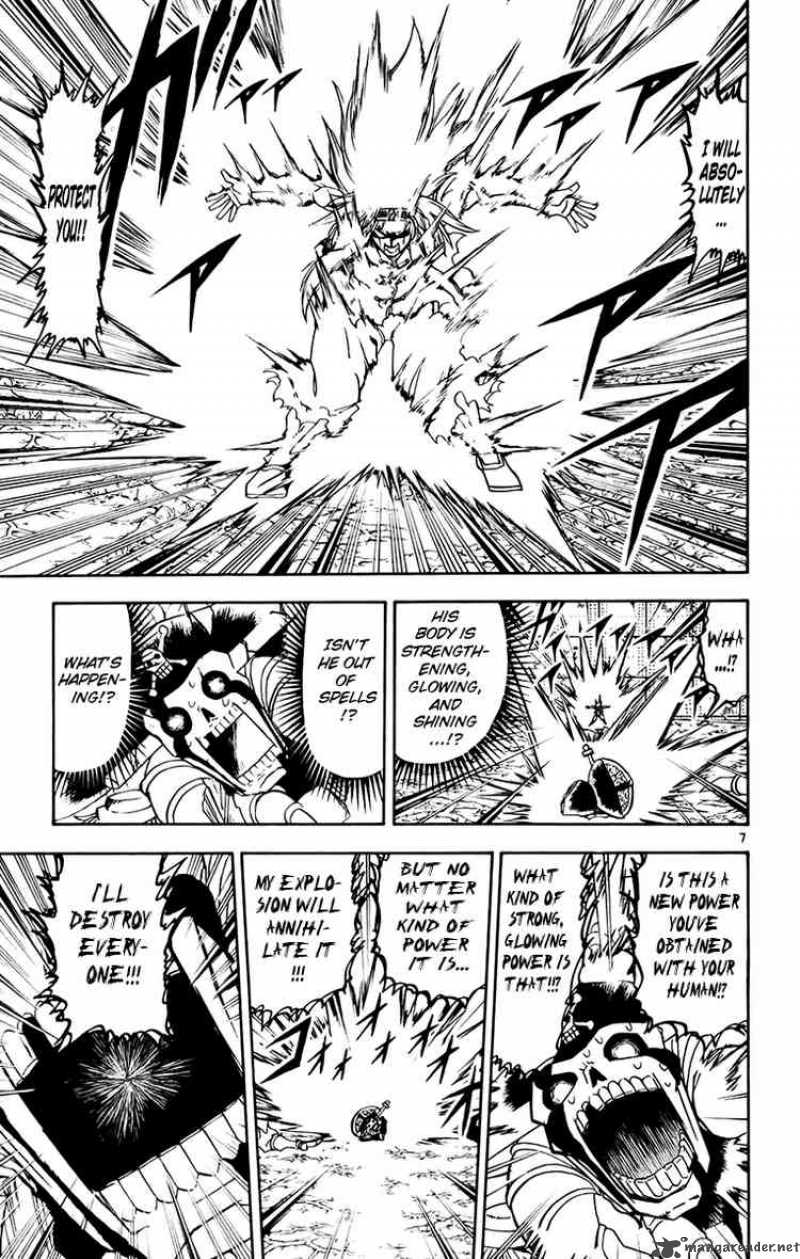 I WILL
ABSO-
LUTELY
...
PROTECT
YOU!!
WHA
...!?
HIS
BODY IS
STRENGTH-
ENING,
GLOWING,
AND
SHINING
...!?
ISN'T
HE OUT
OF
SPELLS
!?
WHAT'S
HAPPEN-
ING!?
7
IS THIS A
NEW POWER
YOU'VE
OBTAINED
WITH YOUR
HUMAN!?
WHAT
KIND OF
STRONG,
GLOWING
POWER IS
THAT!!!?
BUT NO
MATTER
WHAT
KIND OF
POWER
IT IS...
MY EXPLO-
SION WILL
ANNIHI-
LATE IT
!!!
I'LL
DESTROY
EVERY-
ONE!!!
mangareader.net